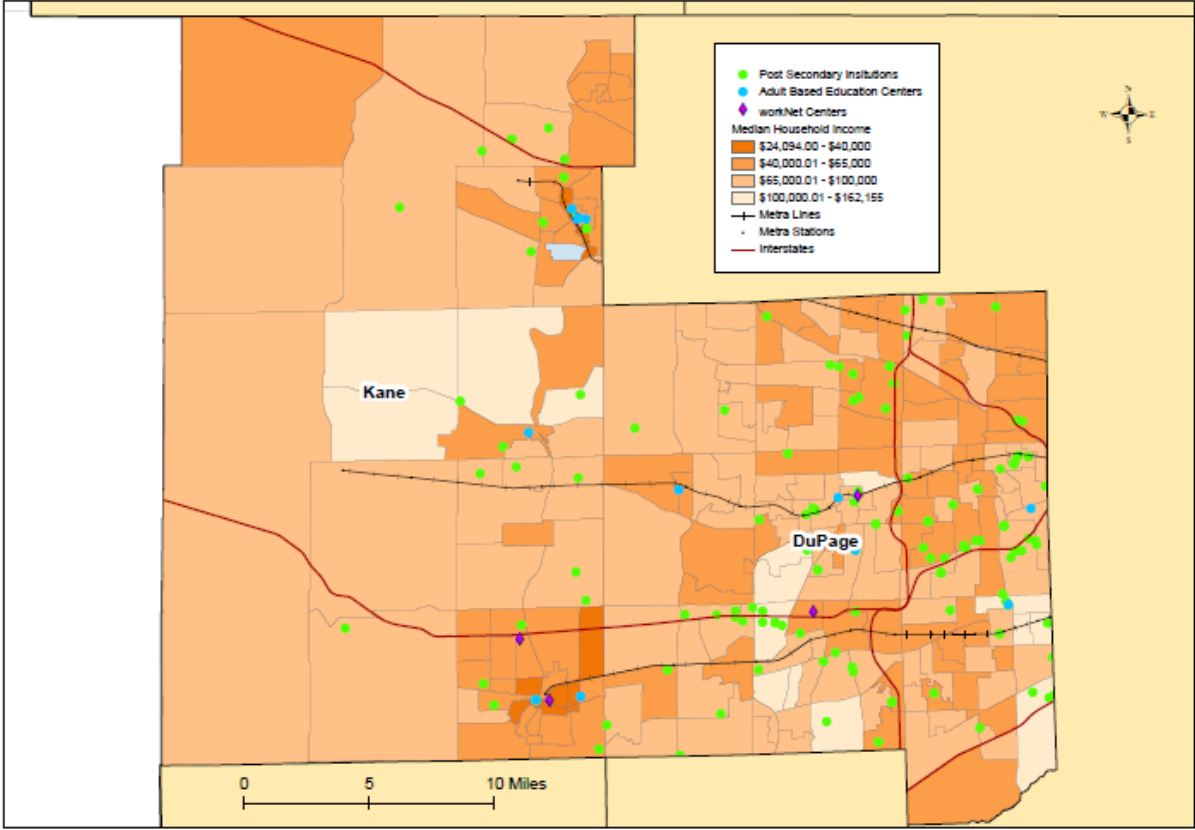 Post Secondary Insitutions
Adult Based Education Centers
workNet Centers
Median Household Income
$24,094.00 - $40,000
$40,000.01 - $65,000
$65,000.01 - $100,000
$100,000.01 - $162,155
Metra Lines
Metra Stations
Interstates
N
W E
S
Kane
DuPage
0 5 10 Miles